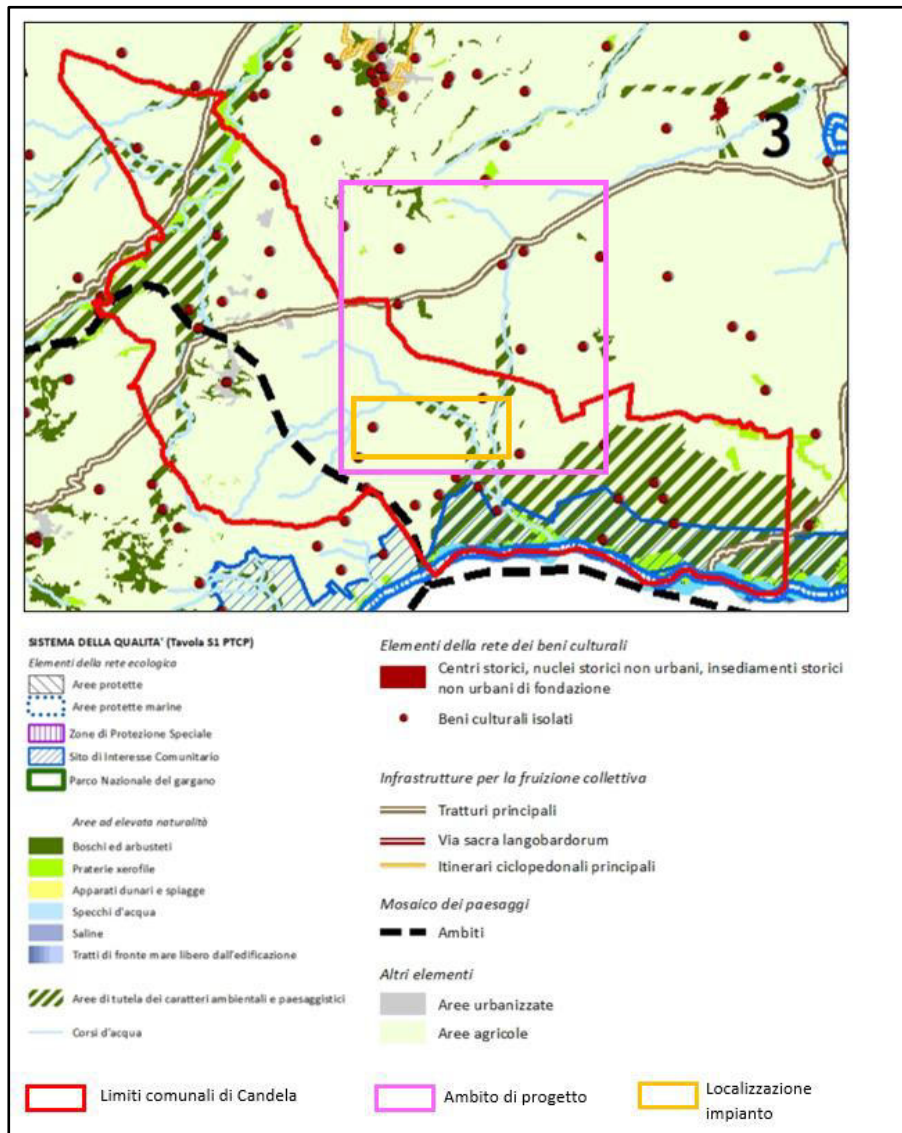 3
SISTEMA DELLA QUALITA' (Tavola S1 PTCP)
Elementi della rete ecologica
Aree protette
Aree protette marine
Zone di Protezione Speciale
Sito di Interesse Comunitario
Parco Nazionale del gargano
Aree ad elevata naturalità
Boschi ed arbusteti
Praterie xerofile
Apparati dunari e spiagge
Specchi d'acqua
Saline
Tratti di fronte mare libero dall'edificazione
Aree di tutela dei caratteri ambientali e paesaggistici
Corsi d'acqua
Elementi della rete dei beni culturali
Centri storici, nuclei storici non urbani, insediamenti storici
non urbani di fondazione
Beni culturali isolati
Infrastrutture per la fruizione collettiva
Tratturi principali
Via sacra langobardorum
Itinerari ciclopedonali principali
Mosaico dei paesaggi
Ambiti
Altri elementi
Aree urbanizzate
Aree agricole
Limiti comunali di Candela
Ambito di progetto
Localizzazione
impianto